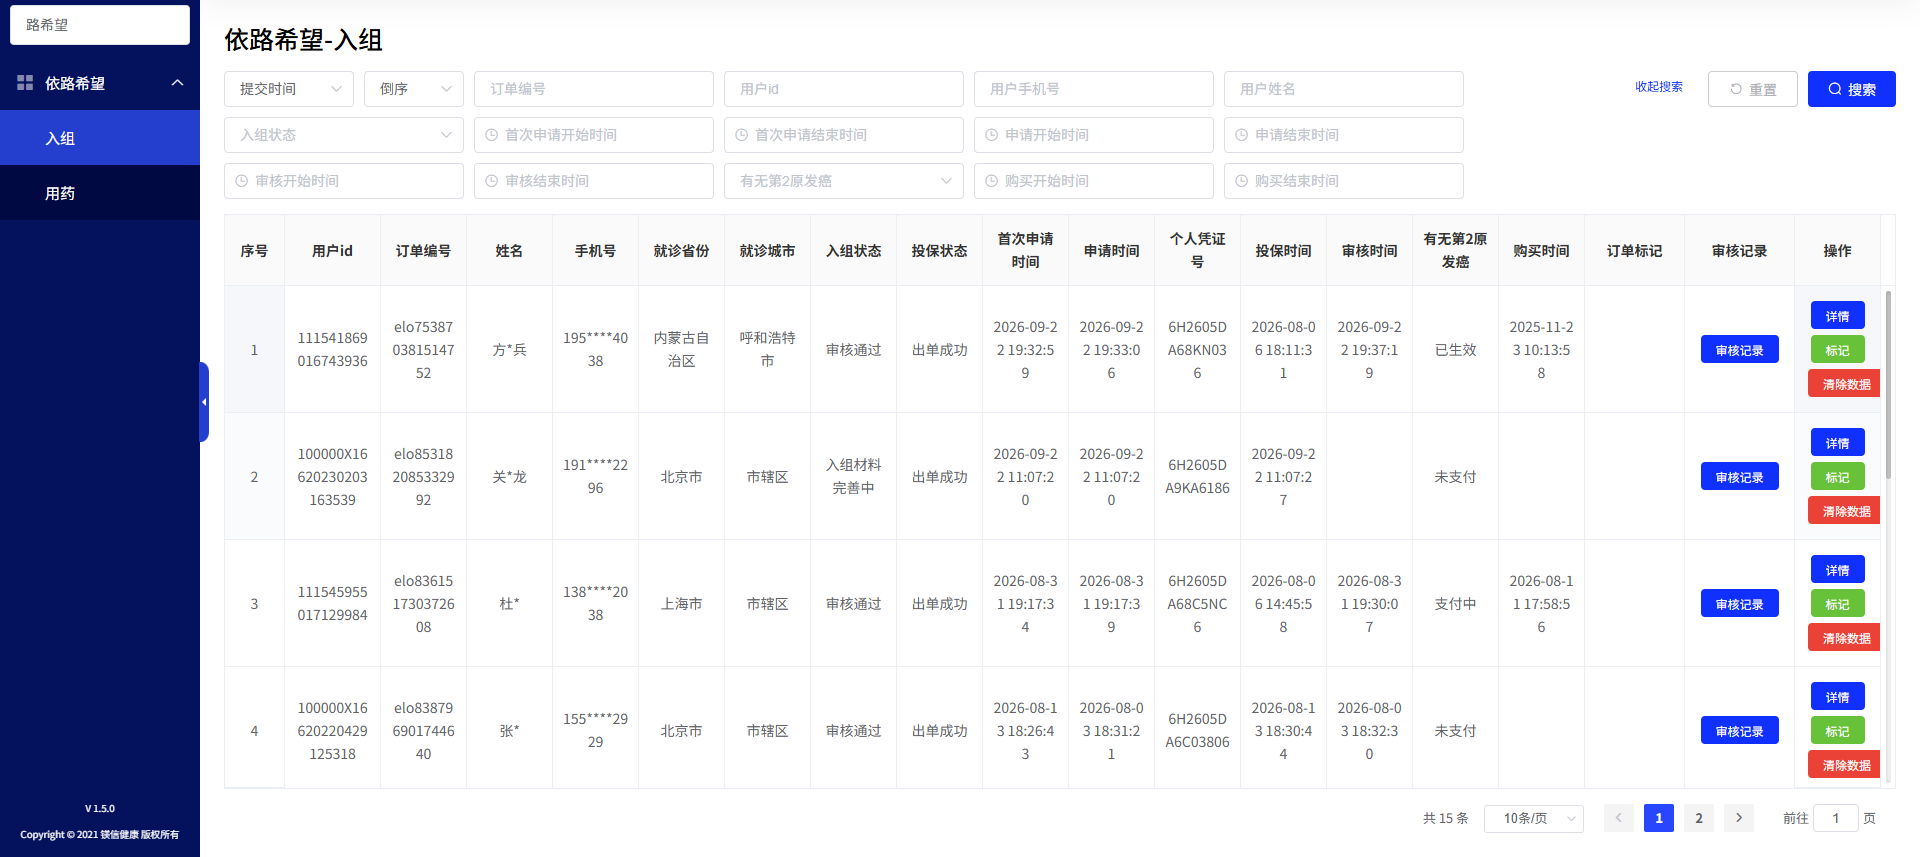 路希望
依路希望
入组
用药
V 1.5.0
Copyright © 2021 镁信健康 版权所有
依路希望-入组
提交时间 倒序 订单编号 用户id 用户手机号 用户姓名 收起搜索 重置 搜索
入组状态 首次申请开始时间 首次申请结束时间 申请开始时间 申请结束时间
审核开始时间 审核结束时间 有无第2原发癌 购买开始时间 购买结束时间
序号 用户id 订单编号 姓名 手机号 就诊省份 就诊城市 入组状态 投保状态 首次申请时间 申请时间 个人凭证号 投保时间 审核时间 有无第2原发癌 购买时间 订单标记 审核记录 操作
1 111541869016743936 elo753870381514752 方*兵 195****4038 内蒙古自治区 呼和浩特市 审核通过 出单成功 2026-09-22 19:32:59 2026-09-22 19:33:06 6H2605DA68KN036 2026-08-06 18:11:31 2026-09-22 19:37:19 已生效 2025-11-23 10:13:58 审核记录 详情 标记 清除数据
2 100000X16620230203163539 elo853182085332992 关*龙 191****2296 北京市 市辖区 入组材料完善中 出单成功 2026-09-22 11:07:20 2026-09-22 11:07:20 6H2605DA9KA6186 2026-09-22 11:07:27 未支付 审核记录 详情 标记 清除数据
3 111545955017129984 elo836151730372608 杜* 138****2038 上海市 市辖区 审核通过 出单成功 2026-08-31 19:17:34 2026-08-31 19:17:39 6H2605DA68C5NC6 2026-08-06 14:45:58 2026-08-31 19:30:07 支付中 2026-08-11 17:58:56 审核记录 详情 标记 清除数据
4 100000X16620220429125318 elo838796901744640 张* 155****2929 北京市 市辖区 审核通过 出单成功 2026-08-13 18:26:43 2026-08-03 18:31:21 6H2605DA6C03806 2026-08-13 18:30:44 2026-08-03 18:32:30 未支付 审核记录 详情 标记 清除数据
共 15 条 10条/页 1 2 前往 1 页